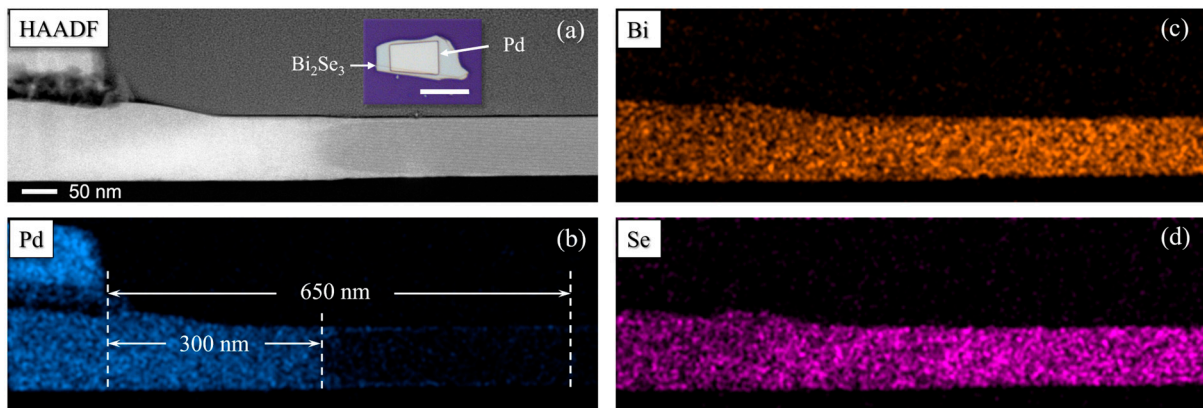 HAADF
(a)
Pd
Bi₂Se₃
50 nm
Bi
(c)
Pd
(b)
650 nm
300 nm
Se
(d)